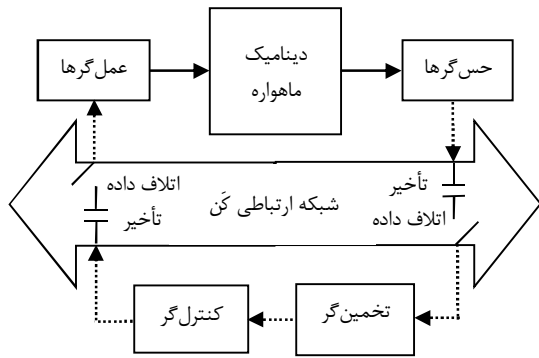 حس‌گرها
دینامیک
ماهواره
عمل‌گرها
تأخیر
اتلاف داده
شبکه ارتباطی کَن
اتلاف داده
تأخیر
تخمین‌گر
کنترل‌گر